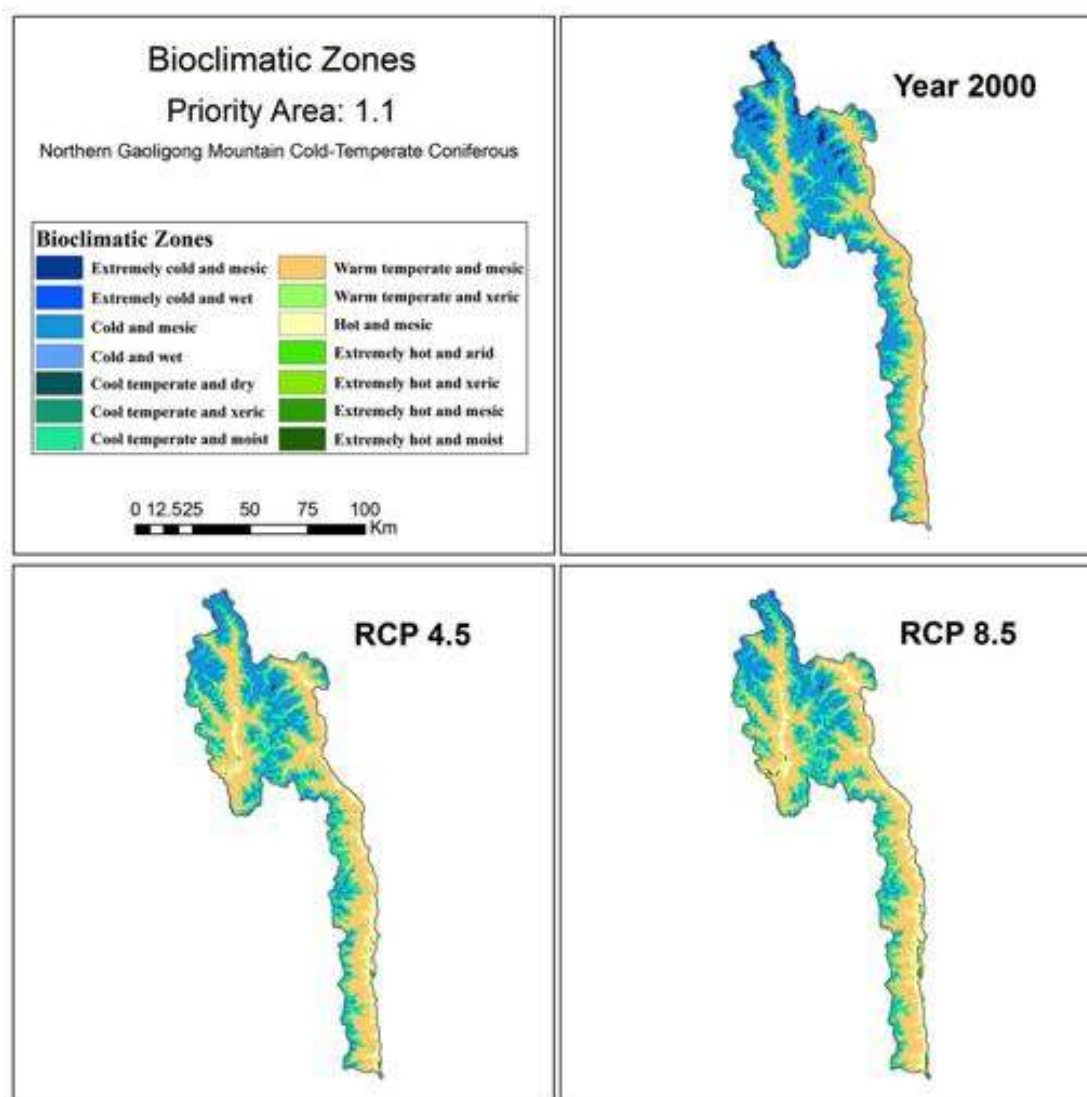 Bioclimatic Zones
Priority Area: 1.1
Northern Gaoligong Mountain Cold-Temperate Coniferous
Bioclimatic Zones
Extremely cold and mesic
Extremely cold and wet
Cold and mesic
Cold and wet
Cool temperate and dry
Cool temperate and xeric
Cool temperate and moist
Warm temperate and mesic
Warm temperate and xeric
Hot and mesic
Extremely hot and arid
Extremely hot and xeric
Extremely hot and mesic
Extremely hot and moist
0 12.525 50 75 100
Km
Year 2000
RCP 4.5
RCP 8.5